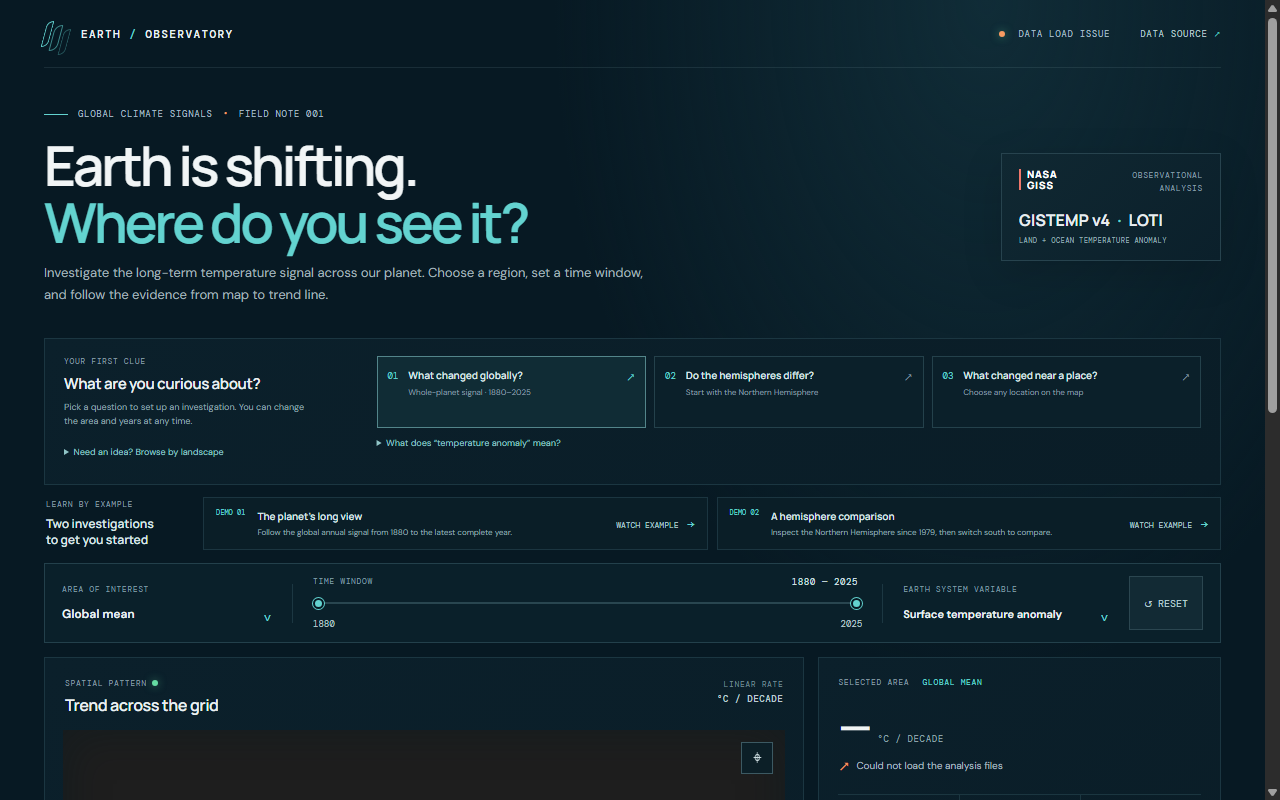 EARTH / OBSERVATORY
DATA LOAD ISSUE
DATA SOURCE ↗
GLOBAL CLIMATE SIGNALS • FIELD NOTE 001
Earth is shifting.
Where do you see it?
Investigate the long-term temperature signal across our planet. Choose a region, set a time window,
and follow the evidence from map to trend line.
NASA
GISS
OBSERVATIONAL
ANALYSIS
GISTEMP v4 · LOTI
LAND + OCEAN TEMPERATURE ANOMALY
YOUR FIRST CLUE
What are you curious about?
Pick a question to set up an investigation. You can change
the area and years at any time.
▶ Need an idea? Browse by landscape
01 What changed globally? ↗
Whole-planet signal · 1880–2025
02 Do the hemispheres differ? ↗
Start with the Northern Hemisphere
03 What changed near a place? ↗
Choose any location on the map
▶ What does “temperature anomaly” mean?
LEARN BY EXAMPLE
Two investigations
to get you started
DEMO 01 The planet's long view
Follow the global annual signal from 1880 to the latest complete year.
WATCH EXAMPLE →
DEMO 02 A hemisphere comparison
Inspect the Northern Hemisphere since 1979, then switch south to compare.
WATCH EXAMPLE →
AREA OF INTEREST
Global mean
TIME WINDOW
1880 — 2025
1880
2025
EARTH SYSTEM VARIABLE
Surface temperature anomaly
↺ RESET
SPATIAL PATTERN
Trend across the grid
LINEAR RATE
°C / DECADE
SELECTED AREA GLOBAL MEAN
— °C / DECADE
↗ Could not load the analysis files